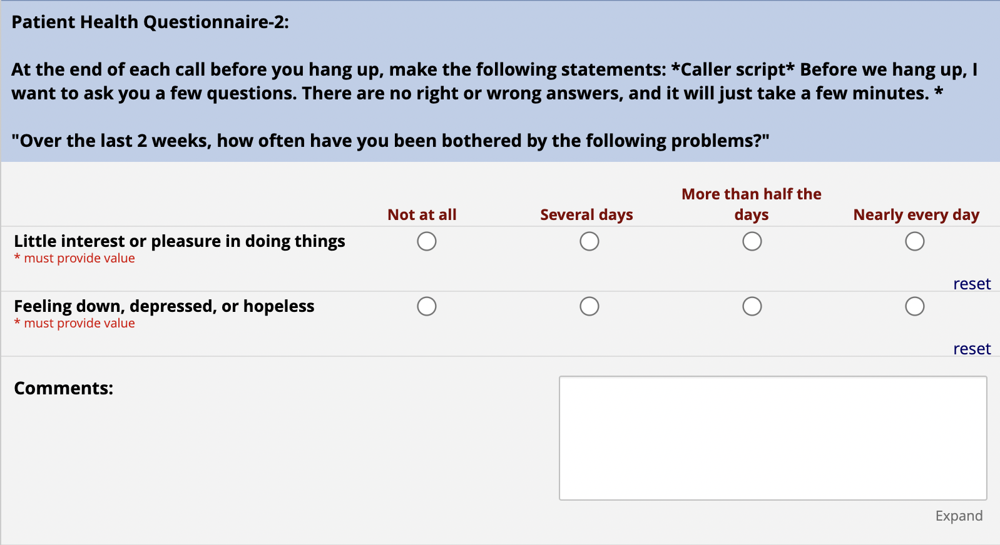 Patient Health Questionnaire-2:
At the end of each call before you hang up, make the following statements: *Caller script* Before we hang up, I
want to ask you a few questions. There are no right or wrong answers, and it will just take a few minutes. *
"Over the last 2 weeks, how often have you been bothered by the following problems?"
More than half the
Not at all Several days days Nearly every day
Little interest or pleasure in doing things
* must provide value
reset
Feeling down, depressed, or hopeless
* must provide value
reset
Comments:
Expand